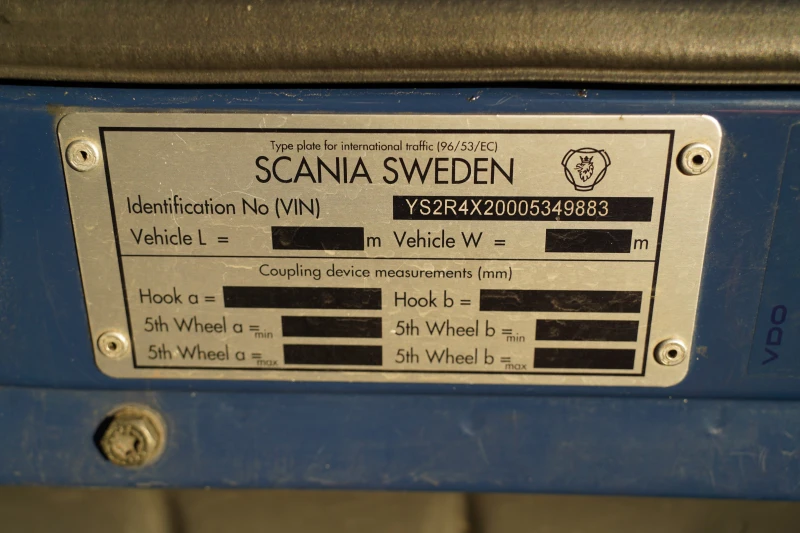 Type plate for international traffic (96/53/EC)
SCANIA SWEDEN
Identification No (VIN) YS2R4X20005349883
Vehicle L = m Vehicle W = m
Coupling device measurements (mm)
Hook a = Hook b =
5th Wheel a = min 5th Wheel b = min
5th Wheel a = max 5th Wheel b = max
VDO